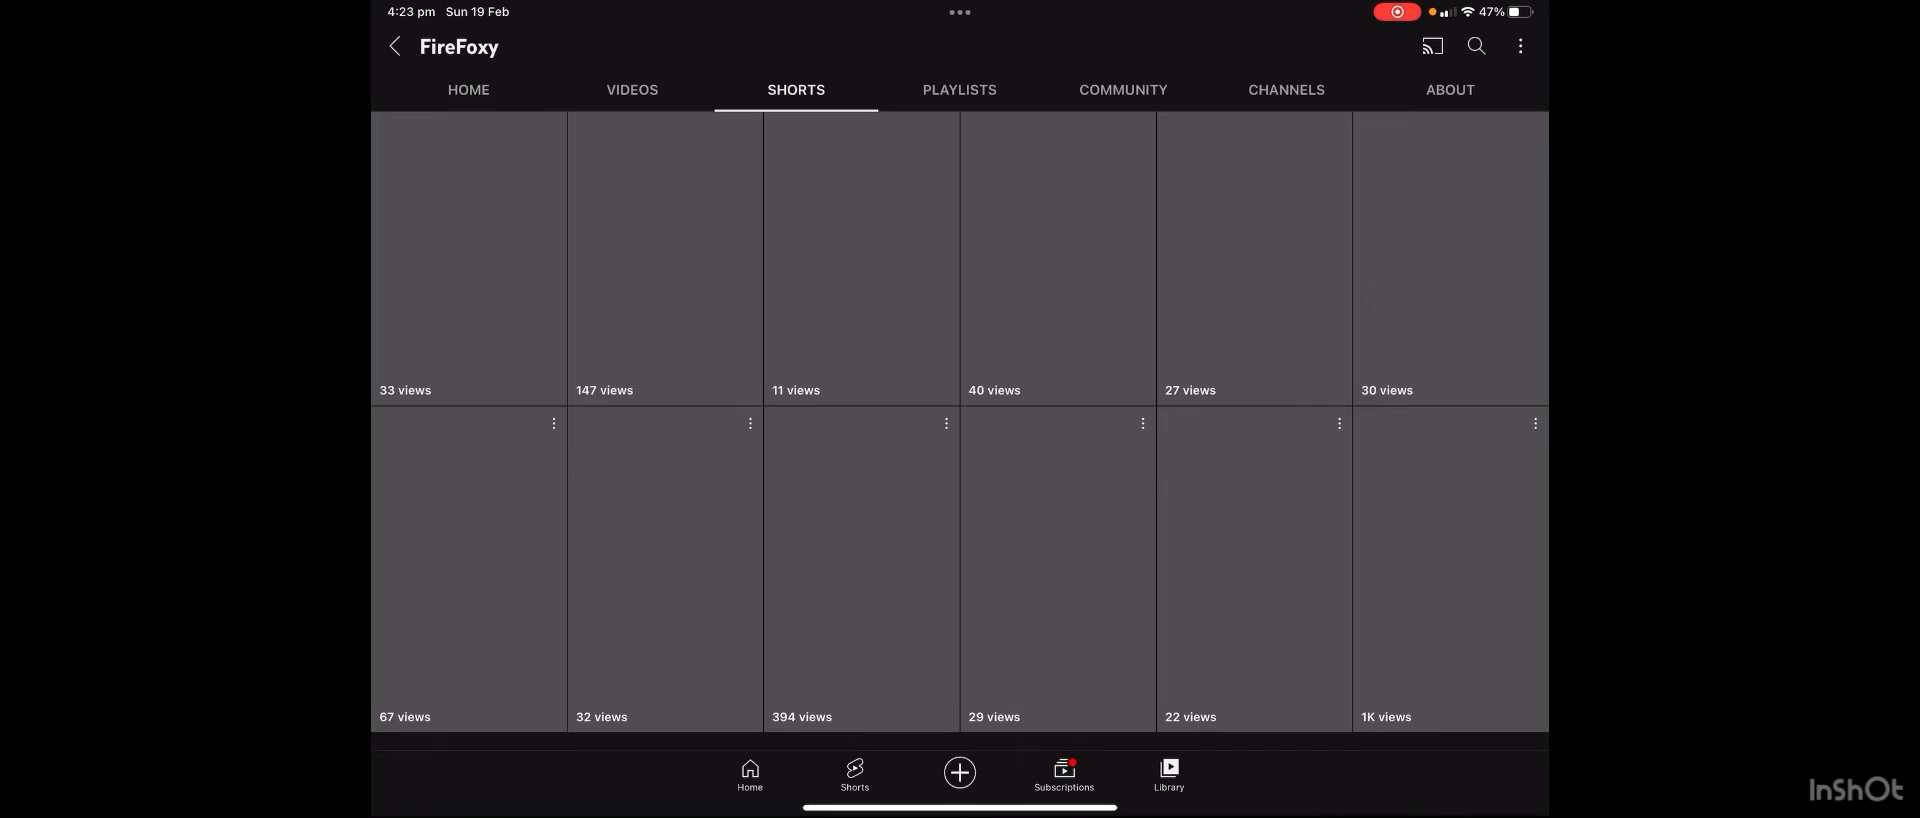 4:23 pm Sun 19 Feb
47%
FireFoxy
HOME VIDEOS SHORTS PLAYLISTS COMMUNITY CHANNELS ABOUT
33 views 147 views 11 views 40 views 27 views 30 views
67 views 32 views 394 views 29 views 22 views 1K views
Home Shorts Subscriptions Library
InShOt